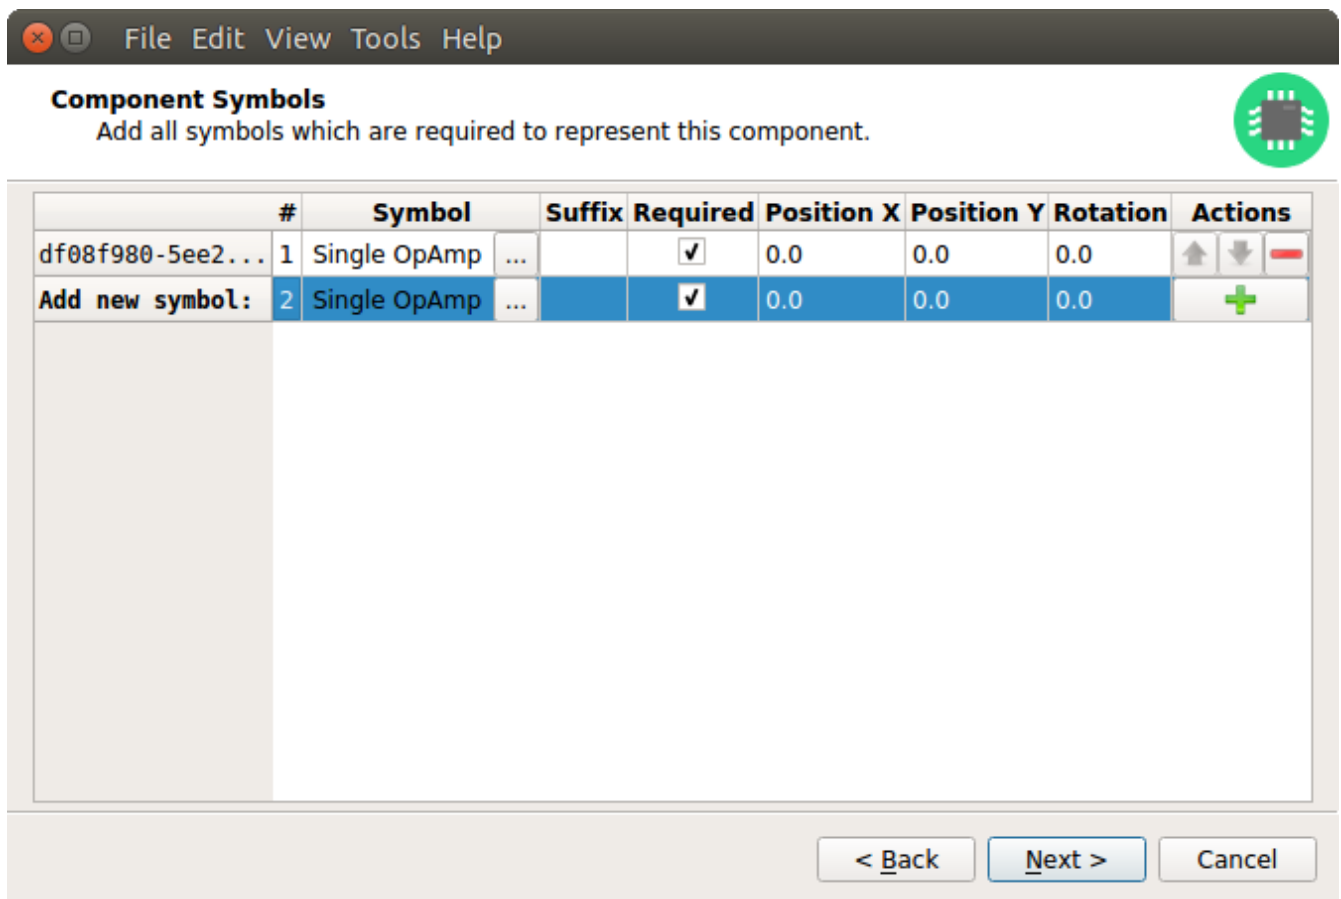 File Edit View Tools Help
Component Symbols
Add all symbols which are required to represent this component.
# Symbol Suffix Required Position X Position Y Rotation Actions
df08f980-5ee2... 1 Single OpAmp ... 0.0 0.0 0.0
Add new symbol: 2 Single OpAmp ... 0.0 0.0 0.0
< Back Next > Cancel